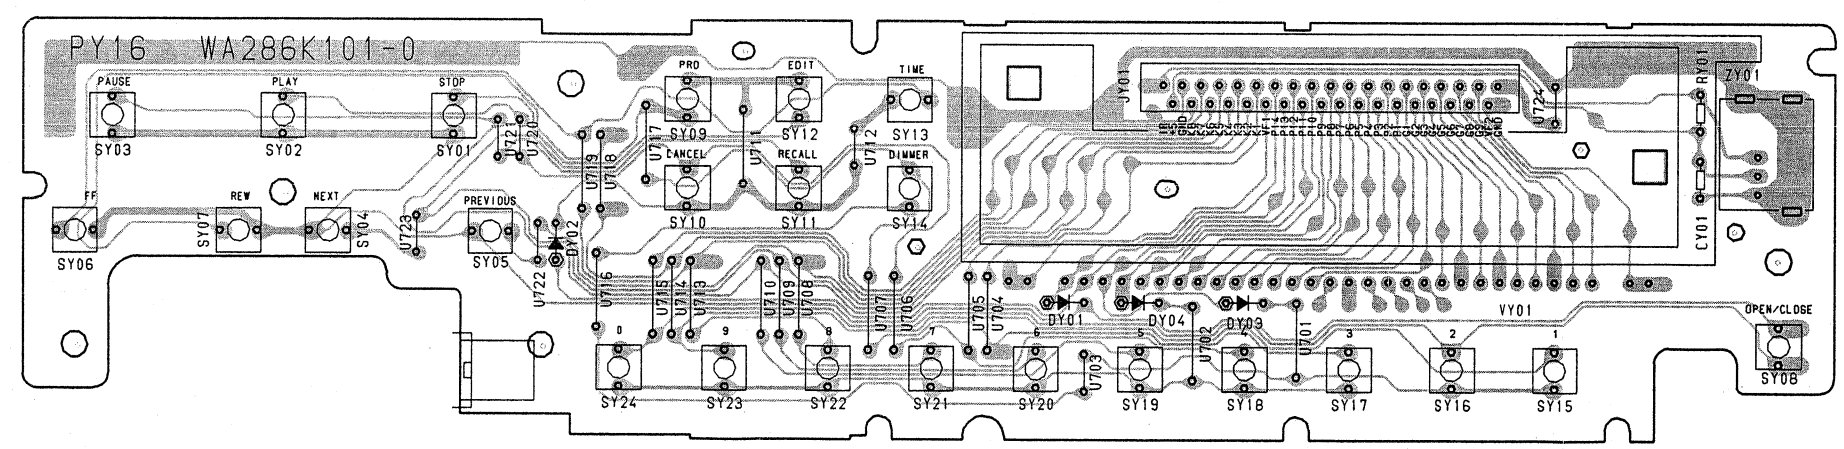 PY16 WA286K101-0
PAUSE PLAY STOP PRO EDIT TIME
SY03 SY02 SY01 U721 U720 SY09 SY12 SY13
U719 U718 U717 U711 U712
CANCEL RECALL DIMMER
FF REW NEXT PREVIOUS
SY06 SY07 SY04 U723 SY05 DY02 SY10 SY11 SY14
JY01 U724 RY01 ZY01
CY01
GND
GND
U722 U716 U715 U714 U713 U710 U709 U708 U707 U706 U705 U704
DY01 DY04 DY03 VY01 OPEN/CLOSE
U703 U702 U701
0 9 8 7 6 5 3 2 1
SY24 SY23 SY22 SY21 SY20 SY19 SY18 SY17 SY16 SY15 SY08